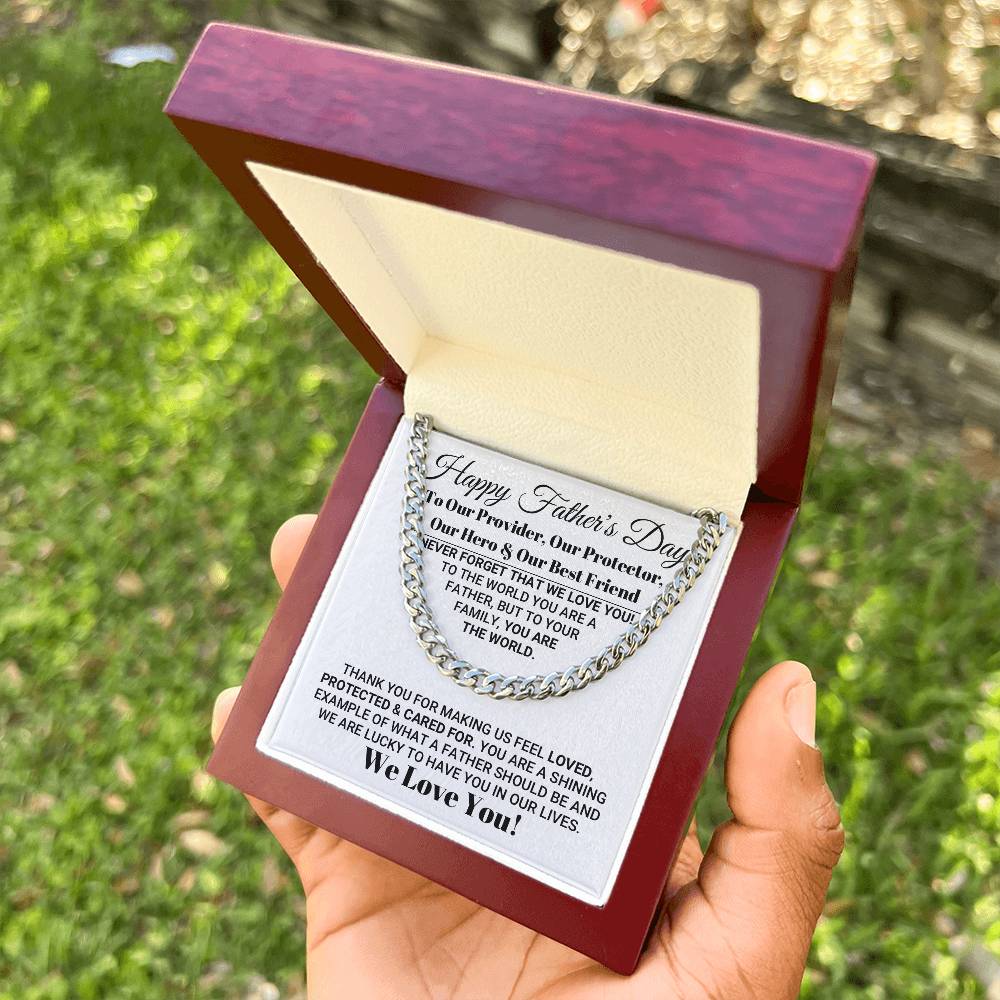 Happy Father's Day
To Our Provider, Our Protector,
Our Hero & Our Best Friend
NEVER FORGET THAT WE LOVE YOU!
TO THE WORLD YOU ARE A
FATHER, BUT TO YOUR
FAMILY, YOU ARE
THE WORLD.
THANK YOU FOR MAKING US FEEL LOVED,
PROTECTED & CARED FOR. YOU ARE A SHINING
EXAMPLE OF WHAT A FATHER SHOULD BE AND
WE ARE LUCKY TO HAVE YOU IN OUR LIVES.
We Love You!